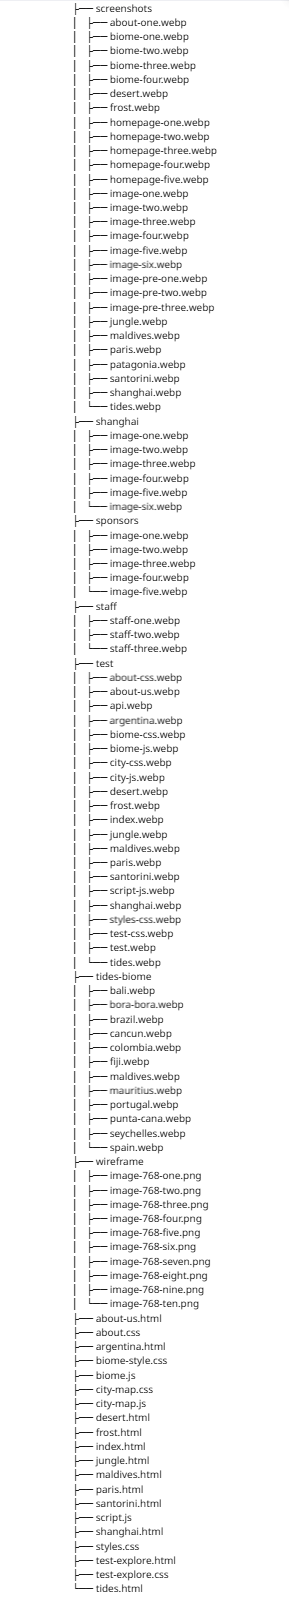 ├── screenshots
│   ├── about-one.webp
│   ├── biome-one.webp
│   ├── biome-two.webp
│   ├── biome-three.webp
│   ├── biome-four.webp
│   ├── desert.webp
│   ├── frost.webp
│   ├── homepage-one.webp
│   ├── homepage-two.webp
│   ├── homepage-three.webp
│   ├── homepage-four.webp
│   ├── homepage-five.webp
│   ├── image-one.webp
│   ├── image-two.webp
│   ├── image-three.webp
│   ├── image-four.webp
│   ├── image-five.webp
│   ├── image-six.webp
│   ├── image-pre-one.webp
│   ├── image-pre-two.webp
│   ├── image-pre-three.webp
│   ├── jungle.webp
│   ├── maldives.webp
│   ├── paris.webp
│   ├── patagonia.webp
│   ├── santorini.webp
│   ├── shanghai.webp
│   └── tides.webp
├── shanghai
│   ├── image-one.webp
│   ├── image-two.webp
│   ├── image-three.webp
│   ├── image-four.webp
│   ├── image-five.webp
│   └── image-six.webp
├── sponsors
│   ├── image-one.webp
│   ├── image-two.webp
│   ├── image-three.webp
│   ├── image-four.webp
│   └── image-five.webp
├── staff
│   ├── staff-one.webp
│   ├── staff-two.webp
│   └── staff-three.webp
├── test
│   ├── about-css.webp
│   ├── about-us.webp
│   ├── api.webp
│   ├── argentina.webp
│   ├── biome-css.webp
│   ├── biome-js.webp
│   ├── city-css.webp
│   ├── city-js.webp
│   ├── desert.webp
│   ├── frost.webp
│   ├── index.webp
│   ├── jungle.webp
│   ├── maldives.webp
│   ├── paris.webp
│   ├── santorini.webp
│   ├── script-js.webp
│   ├── shanghai.webp
│   ├── styles-css.webp
│   ├── test-css.webp
│   ├── test.webp
│   └── tides.webp
├── tides-biome
│   ├── bali.webp
│   ├── bora-bora.webp
│   ├── brazil.webp
│   ├── cancun.webp
│   ├── colombia.webp
│   ├── fiji.webp
│   ├── maldives.webp
│   ├── mauritius.webp
│   ├── portugal.webp
│   ├── punta-cana.webp
│   ├── seychelles.webp
│   └── spain.webp
├── wireframe
│   ├── image-768-one.png
│   ├── image-768-two.png
│   ├── image-768-three.png
│   ├── image-768-four.png
│   ├── image-768-five.png
│   ├── image-768-six.png
│   ├── image-768-seven.png
│   ├── image-768-eight.png
│   ├── image-768-nine.png
│   └── image-768-ten.png
├── about-us.html
├── about.css
├── argentina.html
├── biome-style.css
├── biome.js
├── city-map.css
├── city-map.js
├── desert.html
├── frost.html
├── index.html
├── jungle.html
├── maldives.html
├── paris.html
├── santorini.html
├── script.js
├── shanghai.html
├── styles.css
├── test-explore.html
├── test-explore.css
└── tides.html